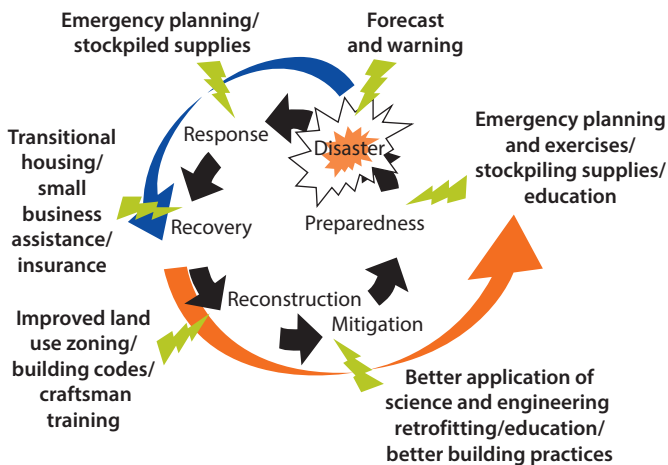 Emergency planning/
stockpiled supplies
Forecast
and warning
Response
Disaster
Emergency planning
and exercises/
stockpiling supplies/
education
Transitional
housing/
small
business
assistance/
insurance
Recovery
Preparedness
Reconstruction
Mitigation
Improved land
use zoning/
building codes/
craftsman
training
Better application of
science and engineering
retrofitting/education/
better building practices